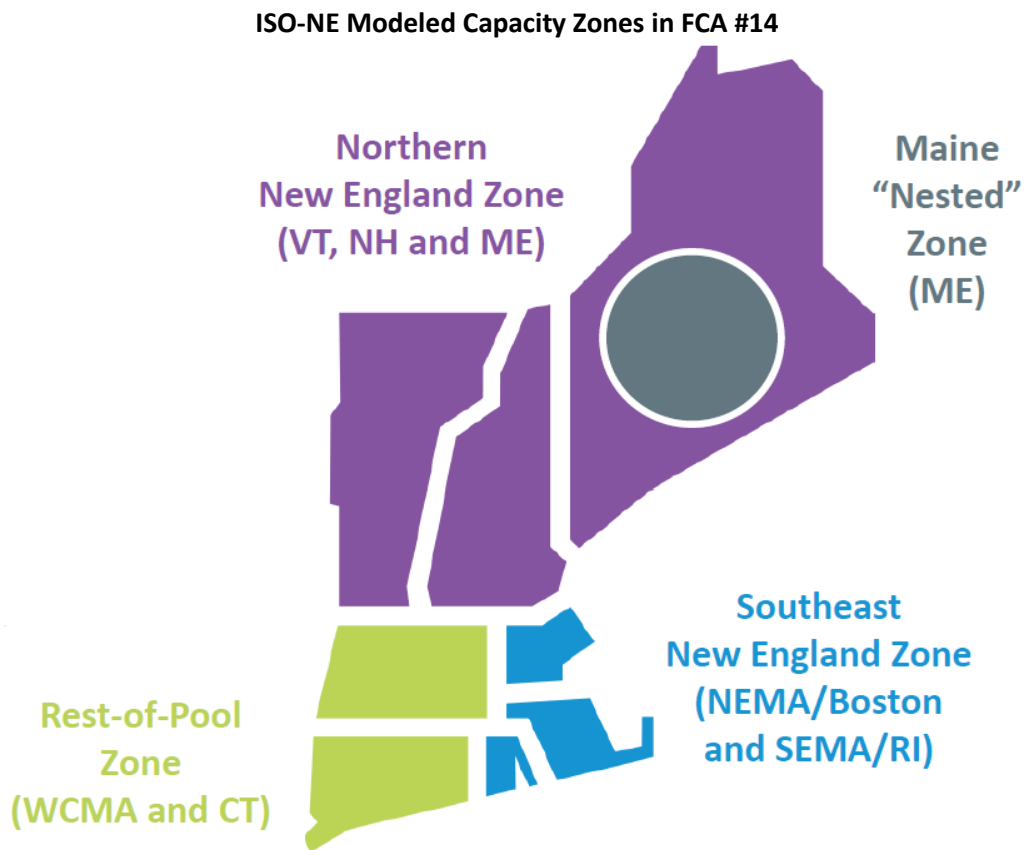 ISO-NE Modeled Capacity Zones in FCA #14
Northern
New England Zone
(VT, NH and ME)
Maine
“Nested”
Zone
(ME)
Southeast
New England Zone
(NEMA/Boston
and SEMA/RI)
Rest-of-Pool
Zone
(WCMA and CT)